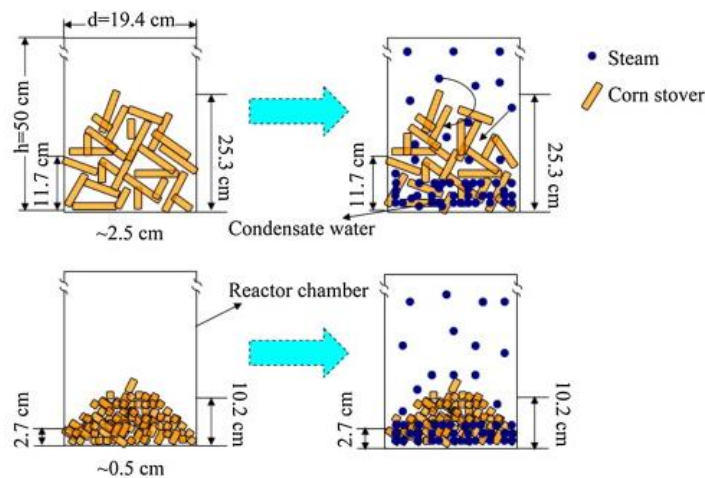 d=19.4 cm
h=50 cm
11.7 cm
25.3 cm
~2.5 cm
11.7 cm
25.3 cm
Condensate water
Steam
Corn stover
Reactor chamber
2.7 cm
10.2 cm
~0.5 cm
2.7 cm
10.2 cm